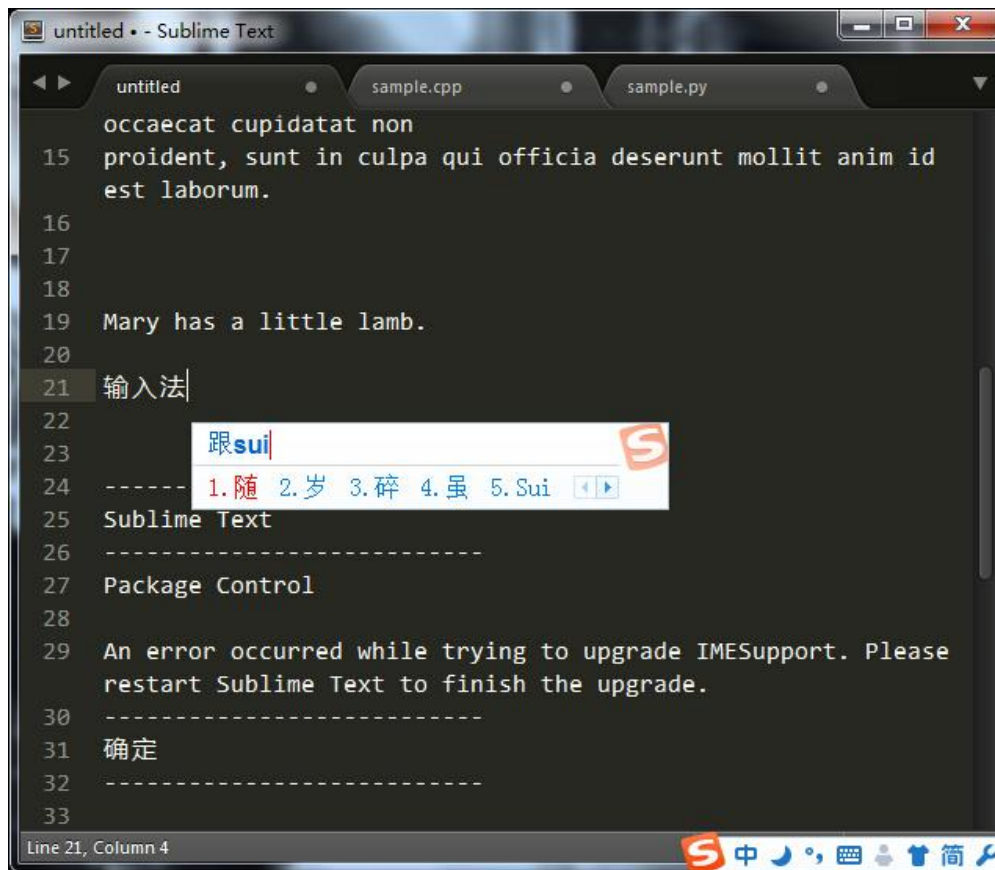 untitled • - Sublime Text
untitled sample.cpp sample.py
occaecat cupidatat non
15 proident, sunt in culpa qui officia deserunt mollit anim id
est laborum.
16
17
18
19 Mary has a little lamb.
20
21 输入法
22
跟sui
23
1.随 2.岁 3.碎 4.虽 5.Sui
24 -------
25 Sublime Text
26 ---------------------------
27 Package Control
28
29 An error occurred while trying to upgrade IMESupport. Please
restart Sublime Text to finish the upgrade.
30 ---------------------------
31 确定
32 ---------------------------
33
Line 21, Column 4
中 简